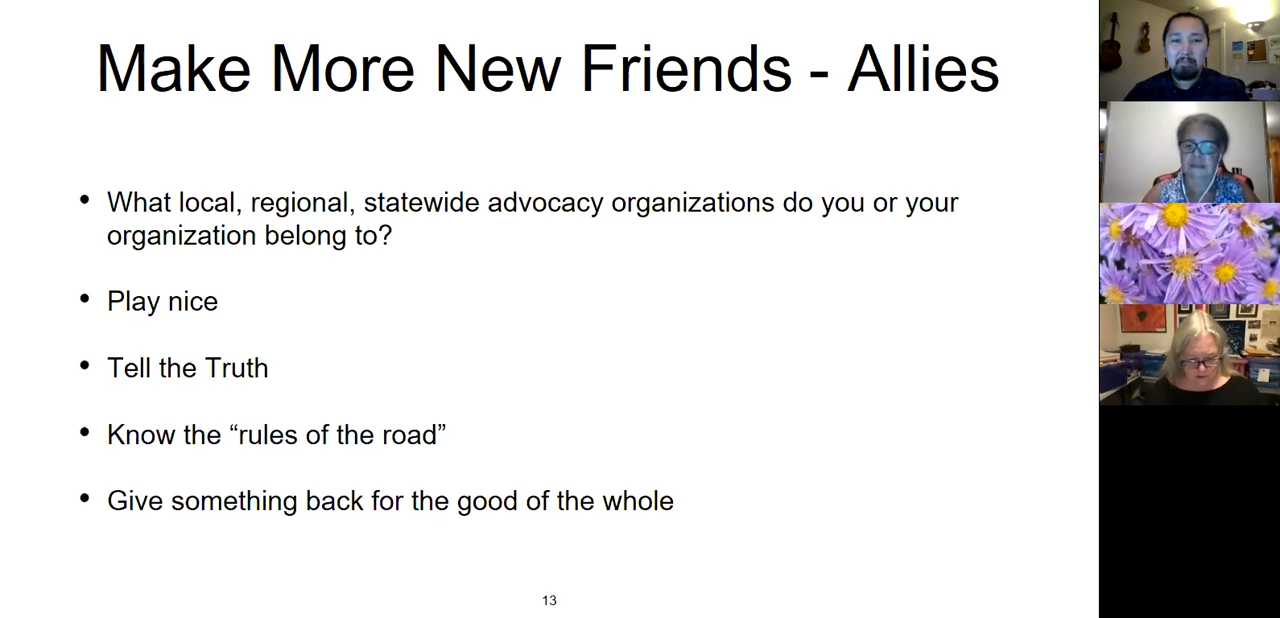 Make More New Friends - Allies
• What local, regional, statewide advocacy organizations do you or your
organization belong to?
• Play nice
• Tell the Truth
• Know the “rules of the road”
• Give something back for the good of the whole
13